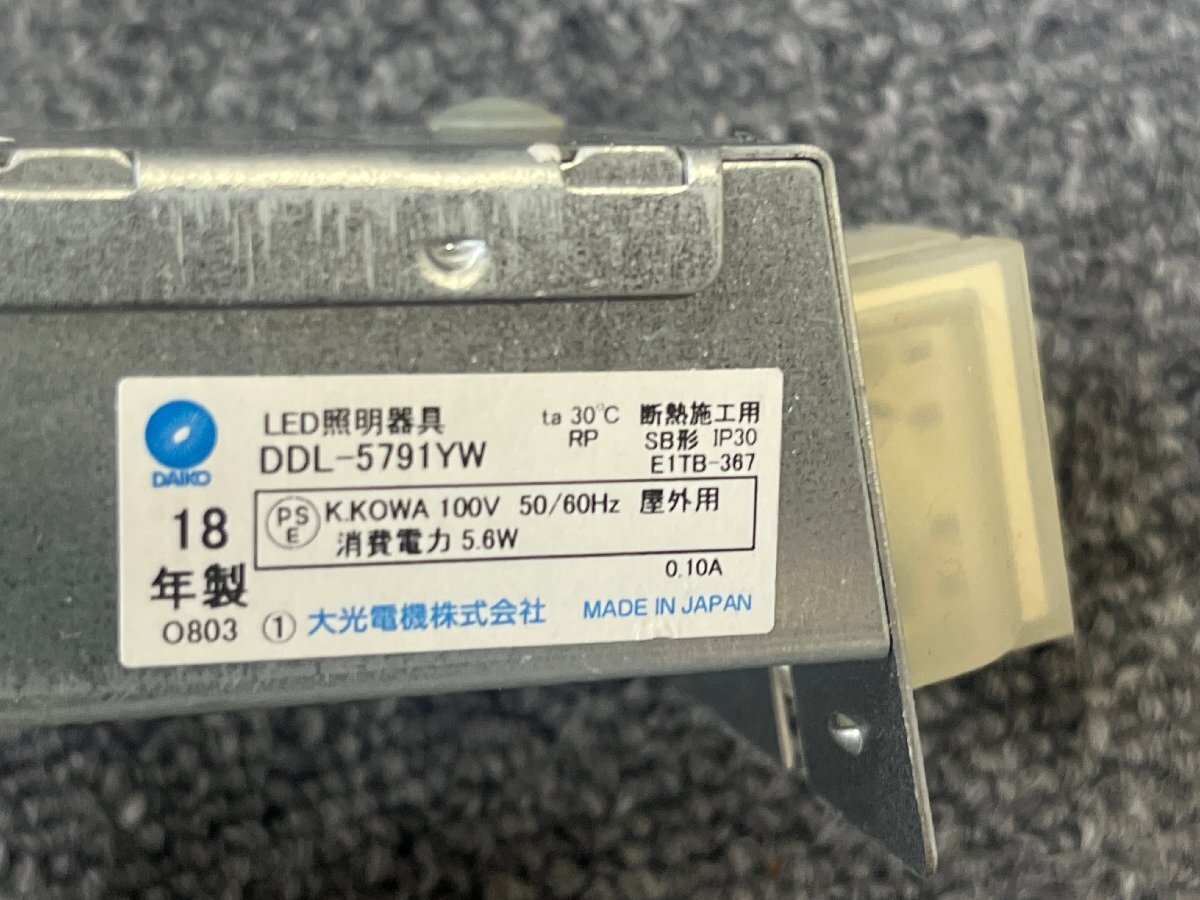 DAIKO
LED照明器具
DDL-5791YW
ta 30℃
RP
断熱施工用
SB形 IP30
E1TB-367
18
年製
O803
PS
E
K.KOWA 100V 50/60Hz 屋外用
消費電力 5.6W
0.10A
① 大光電機株式会社 MADE IN JAPAN